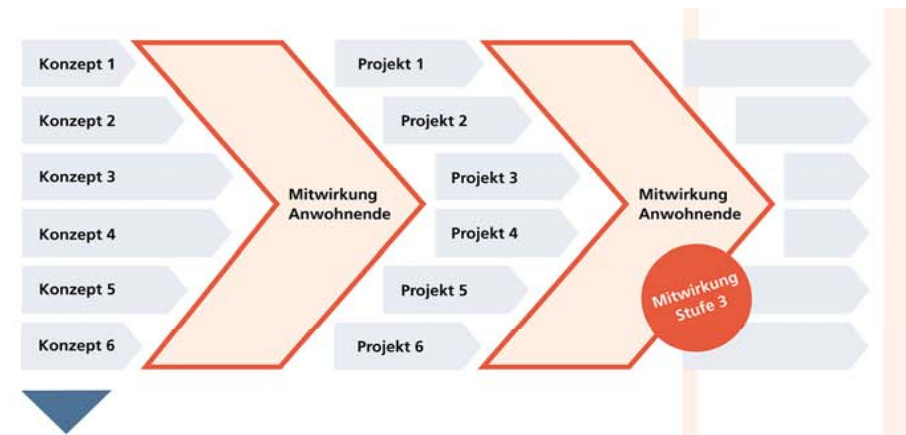 Konzept 1
Konzept 2
Konzept 3
Konzept 4
Konzept 5
Konzept 6
Mitwirkung
Anwohnende
Projekt 1
Projekt 2
Projekt 3
Projekt 4
Projekt 5
Projekt 6
Mitwirkung
Anwohnende
Mitwirkung
Stufe 3